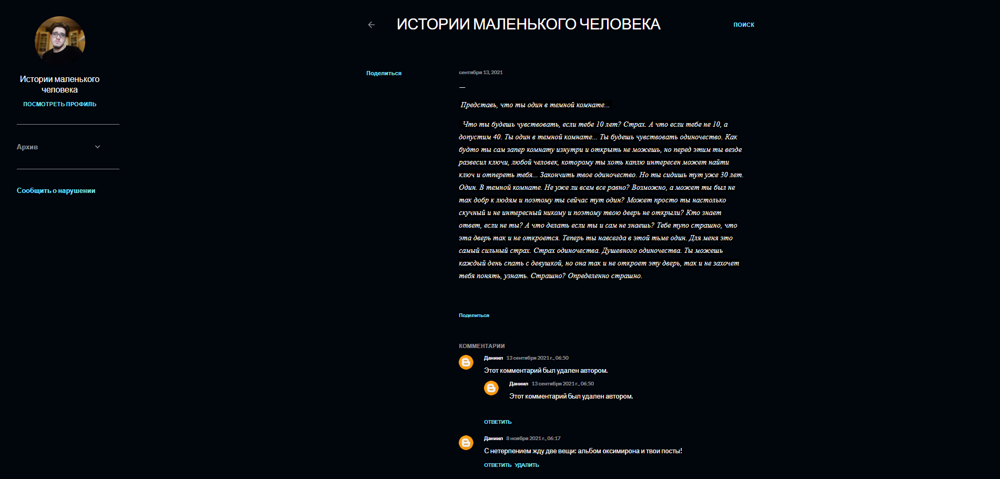 ИСТОРИИ МАЛЕНЬКОГО ЧЕЛОВЕКА
ПОИСК
Истории маленького
человека
ПОСМОТРЕТЬ ПРОФИЛЬ
Архив
Сообщить о нарушении
Поделиться
сентября 13, 2021
Представь, что ты один в темной комнате...
Что ты будешь чувствовать, если тебе 10 лет? Страх. А что если тебе не 10, а
допустим 40. Ты один в темной комнате... Ты будешь чувствовать одиночество. Как
будто ты сам запер комнату изнутри и открыть не можешь, но перед этим ты везде
развесил ключи, любой человек, которому ты хоть каплю интересен может найти
ключ и отпереть тебя... Закончить твое одиночество. Но ты сидишь тут уже 30 лет.
Один. В темной комнате. Не уже ли всем все равно? Возможно, а может ты был не
так добр к людям и поэтому ты сейчас тут один? Может просто ты настолько
скучный и не интересный никому и поэтому твою дверь не открыли? Кто знает
ответ, если не ты? А что делать если ты и сам не знаешь? Тебе тупо страшно, что
эта дверь так и не откроется. Теперь ты навсегда в этой тьме один. Для меня это
самый сильный страх. Страх одиночества. Душевного одиночества. Ты можешь
каждый день спать с девушкой, но она так и не откроет эту дверь, так и не захочет
тебя понять, узнать. Страшно? Определенно страшно.
Поделиться
КОММЕНТАРИИ
Даниил 13 сентября 2021 г., 06:50
Этот комментарий был удален автором.
Даниил 13 сентября 2021 г., 06:50
Этот комментарий был удален автором.
ОТВЕТИТЬ
Даниил 8 ноября 2021 г., 06:17
С нетерпением жду две вещи: альбом оксимирона и твои посты!
ОТВЕТИТЬ УДАЛИТЬ